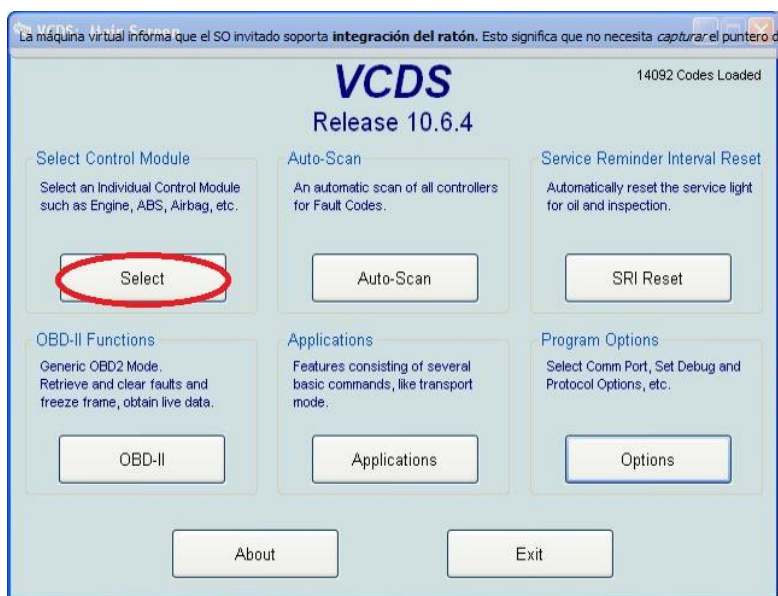 La máquina virtual informa que el SO invitado soporta integración del ratón. Esto significa que no necesita capturar el puntero d
VCDS
14092 Codes Loaded
Release 10.6.4
Select Control Module
Select an Individual Control Module
such as Engine, ABS, Airbag, etc.
Select
Auto-Scan
An automatic scan of all controllers
for Fault Codes.
Auto-Scan
Service Reminder Interval Reset
Automatically reset the service light
for oil and inspection.
SRI Reset
OBD-II Functions
Generic OBD2 Mode.
Retrieve and clear faults and
freeze frame, obtain live data.
OBD-II
Applications
Features consisting of several
basic commands, like transport
mode.
Applications
Program Options
Select Comm Port, Set Debug and
Protocol Options, etc.
Options
About
Exit